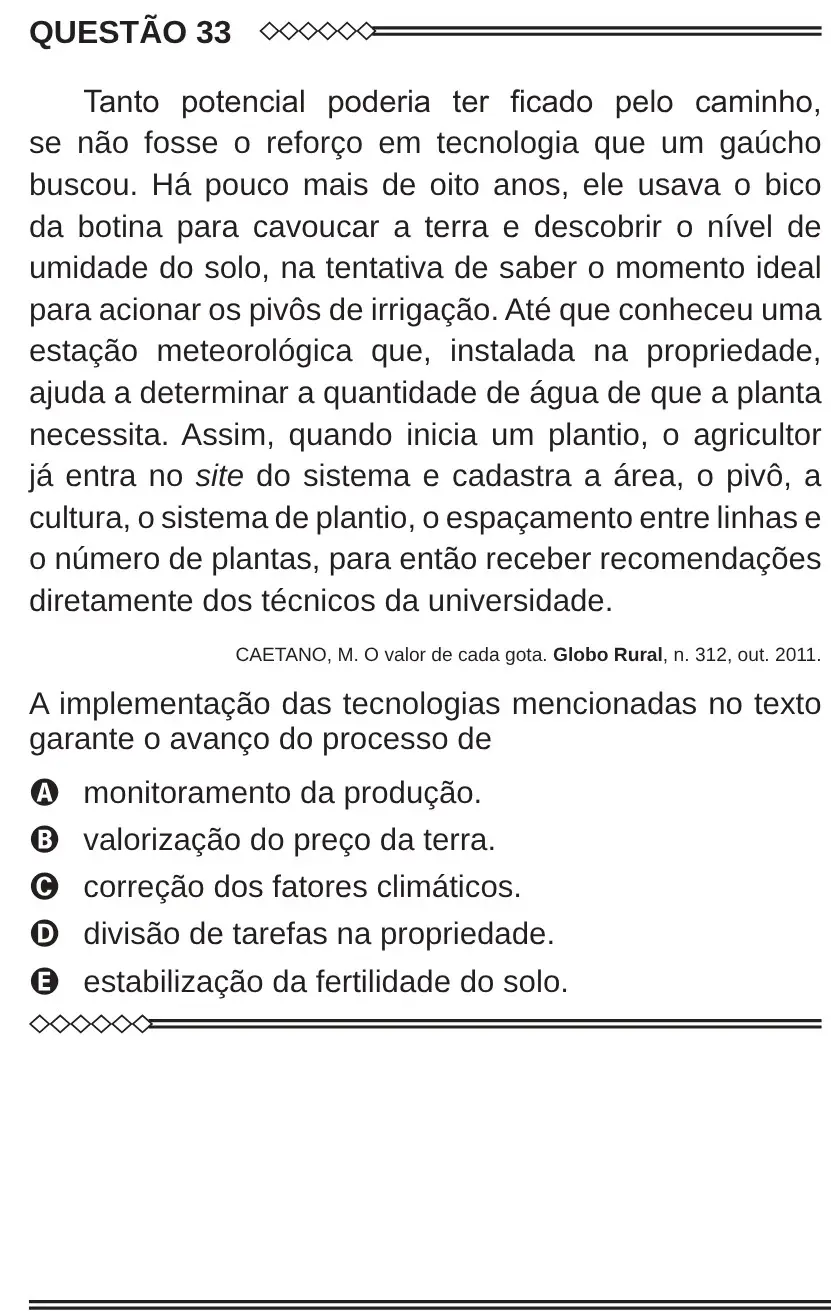 QUESTÃO 33
Tanto potencial poderia ter ficado pelo caminho,
se não fosse o reforço em tecnologia que um gaúcho
buscou. Há pouco mais de oito anos, ele usava o bico
da botina para cavoucar a terra e descobrir o nível de
umidade do solo, na tentativa de saber o momento ideal
para acionar os pivôs de irrigação. Até que conheceu uma
estação meteorológica que, instalada na propriedade,
ajuda a determinar a quantidade de água de que a planta
necessita. Assim, quando inicia um plantio, o agricultor
já entra no site do sistema e cadastra a área, o pivô, a
cultura, o sistema de plantio, o espaçamento entre linhas e
o número de plantas, para então receber recomendações
diretamente dos técnicos da universidade.
CAETANO, M. O valor de cada gota. Globo Rural, n. 312, out. 2011.
A implementação das tecnologias mencionadas no texto
garante o avanço do processo de
A monitoramento da produção.
B valorização do preço da terra.
C correção dos fatores climáticos.
D divisão de tarefas na propriedade.
E estabilização da fertilidade do solo.